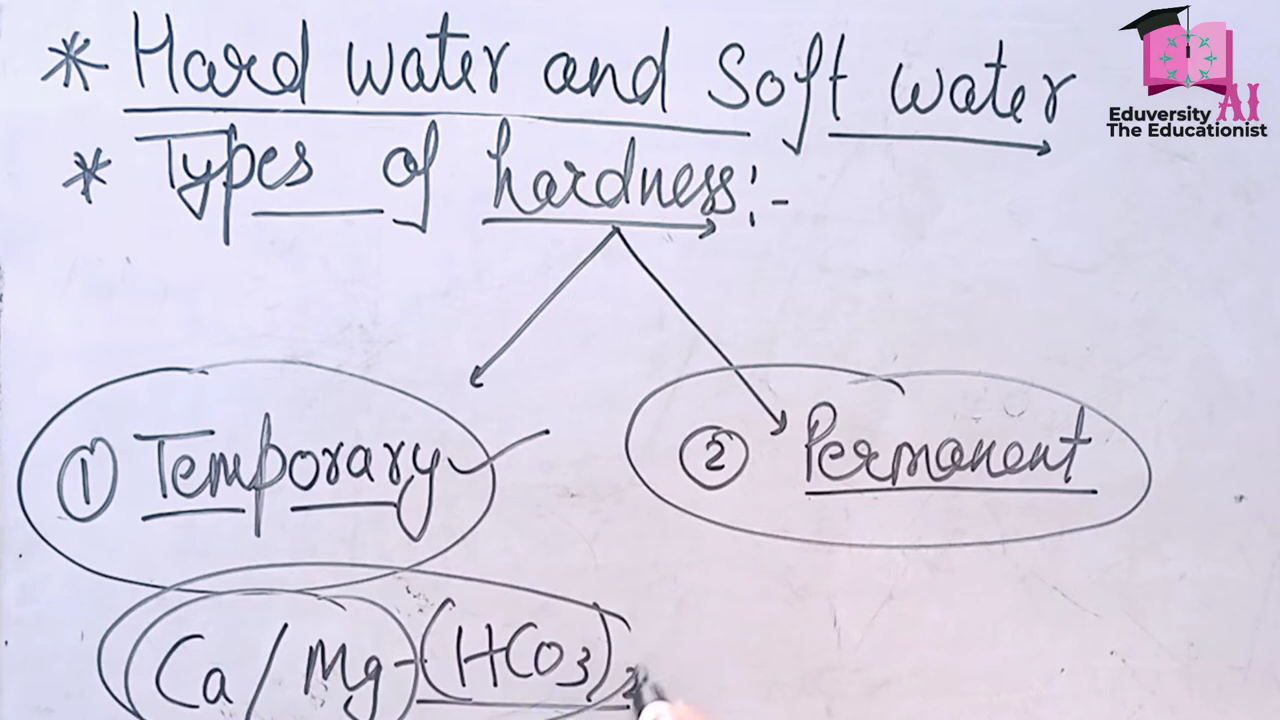 * Hard water and Soft water
* Types of hardness:-
① Temporary
② Permanent
Ca/Mg-(HCO3)2
Eduversity AI
The Educationist